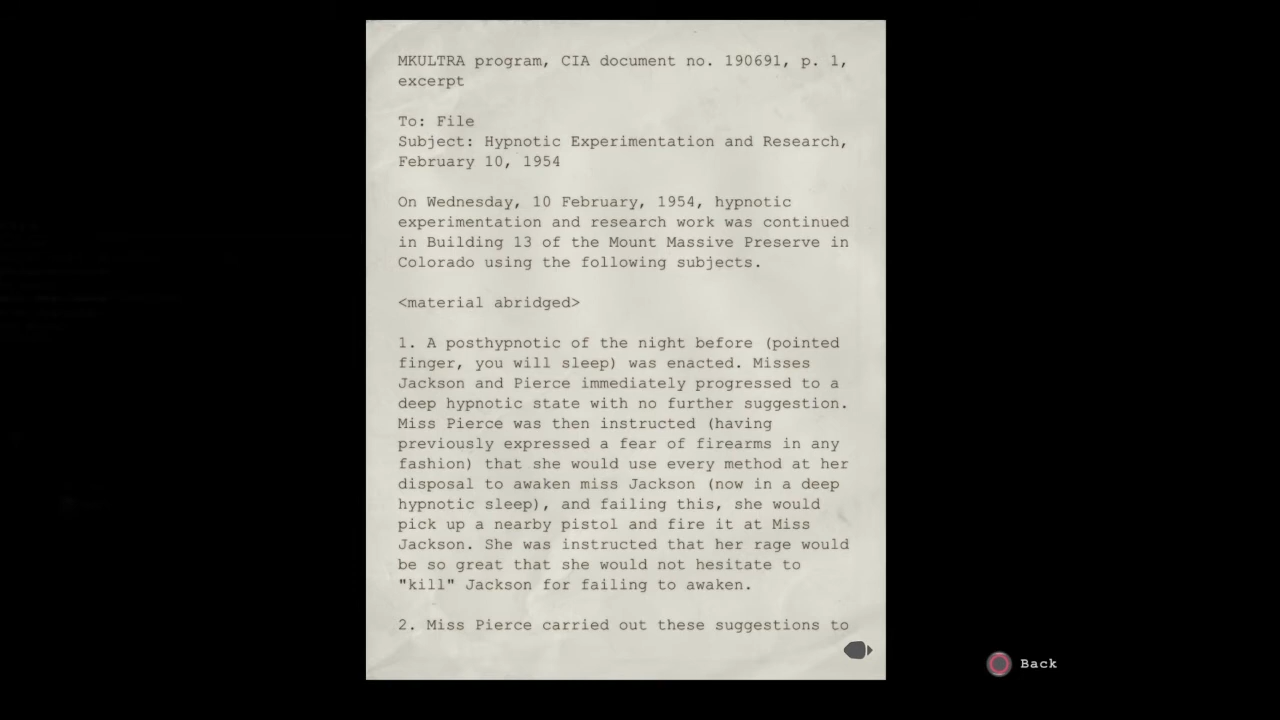 MKULTRA program, CIA document no. 190691, p. 1,
excerpt
To: File
Subject: Hypnotic Experimentation and Research,
February 10, 1954
On Wednesday, 10 February, 1954, hypnotic
experimentation and research work was continued
in Building 13 of the Mount Massive Preserve in
Colorado using the following subjects.
<material abridged>
1. A posthypnotic of the night before (pointed
finger, you will sleep) was enacted. Misses
Jackson and Pierce immediately progressed to a
deep hypnotic state with no further suggestion.
Miss Pierce was then instructed (having
previously expressed a fear of firearms in any
fashion) that she would use every method at her
disposal to awaken miss Jackson (now in a deep
hypnotic sleep), and failing this, she would
pick up a nearby pistol and fire it at Miss
Jackson. She was instructed that her rage would
be so great that she would not hesitate to
"kill" Jackson for failing to awaken.
2. Miss Pierce carried out these suggestions to
Back